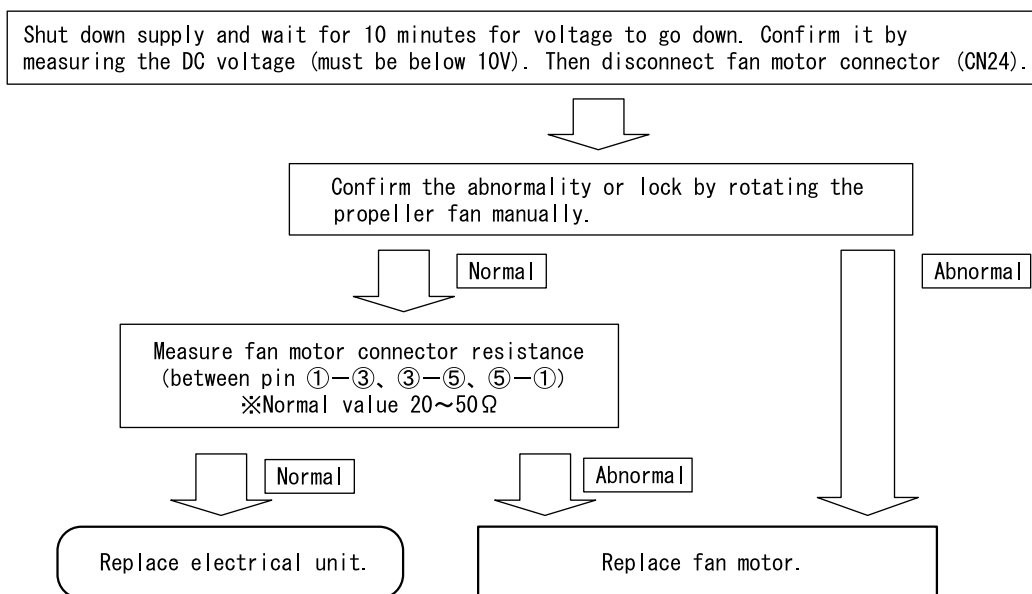 Shut down supply and wait for 10 minutes for voltage to go down. Confirm it by
measuring the DC voltage (must be below 10V). Then disconnect fan motor connector (CN24).
Confirm the abnormality or lock by rotating the
propeller fan manually.
Normal
Abnormal
Measure fan motor connector resistance
(between pin ①－③、③－⑤、⑤－①)
※Normal value 20～50Ω
Normal
Abnormal
Replace electrical unit.
Replace fan motor.